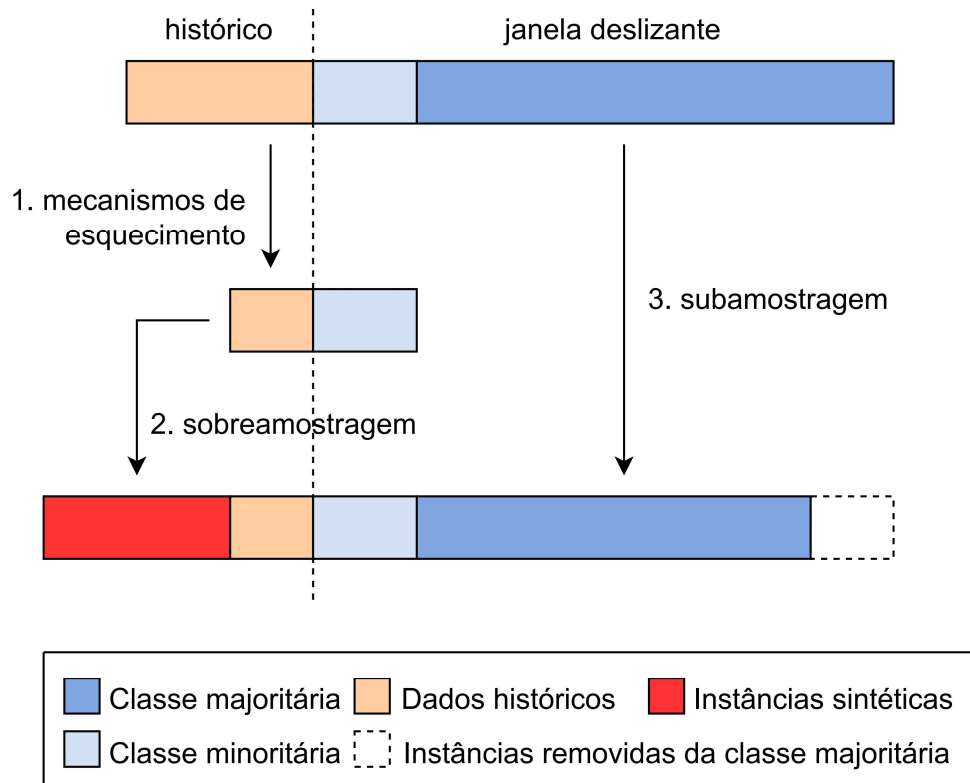 histórico
janela deslizante
1. mecanismos de
esquecimento
3. subamostragem
2. sobreamostragem
Classe majoritária
Dados históricos
Instâncias sintéticas
Classe minoritária
Instâncias removidas da classe majoritária